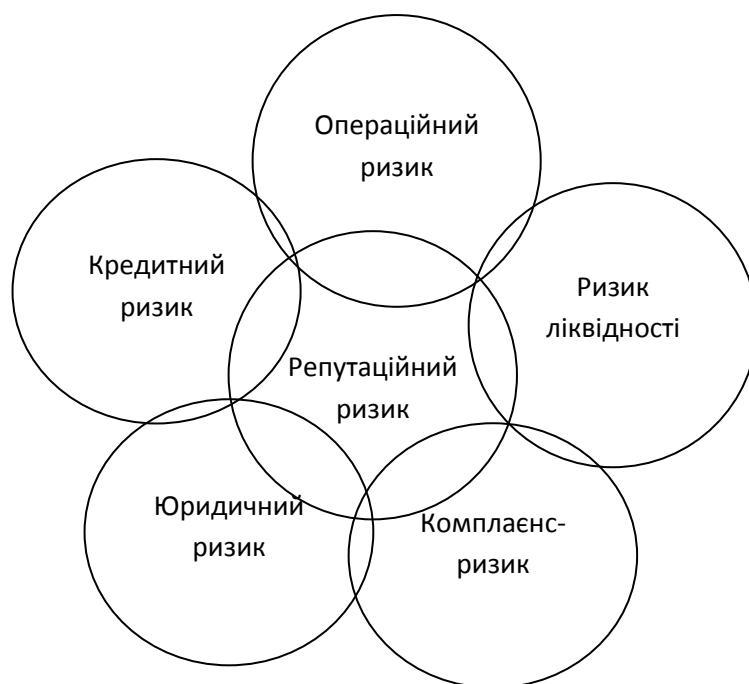 Операційний
ризик
Кредитний
ризик
Ризик
ліквідності
Репутаційний
ризик
Юридичний
ризик
Комплаєнс-
ризик